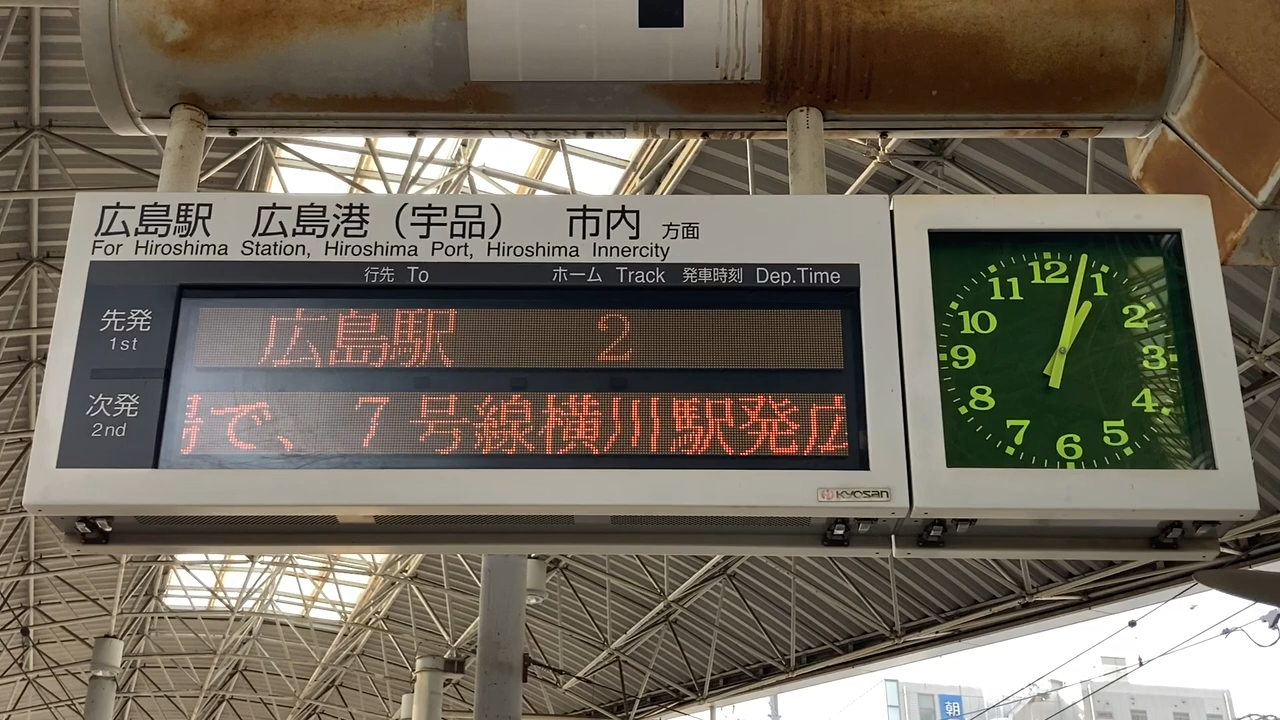 広島駅 広島港（宇品） 市内 方面
For Hiroshima Station, Hiroshima Port, Hiroshima Innercity
行先 To ホーム Track 発車時刻 Dep.Time
先発
1st
広島駅 2
次発
2nd
で、7号線横川駅発広
KYOSAN
12
1
2
3
4
5
6
7
8
9
10
11
朝